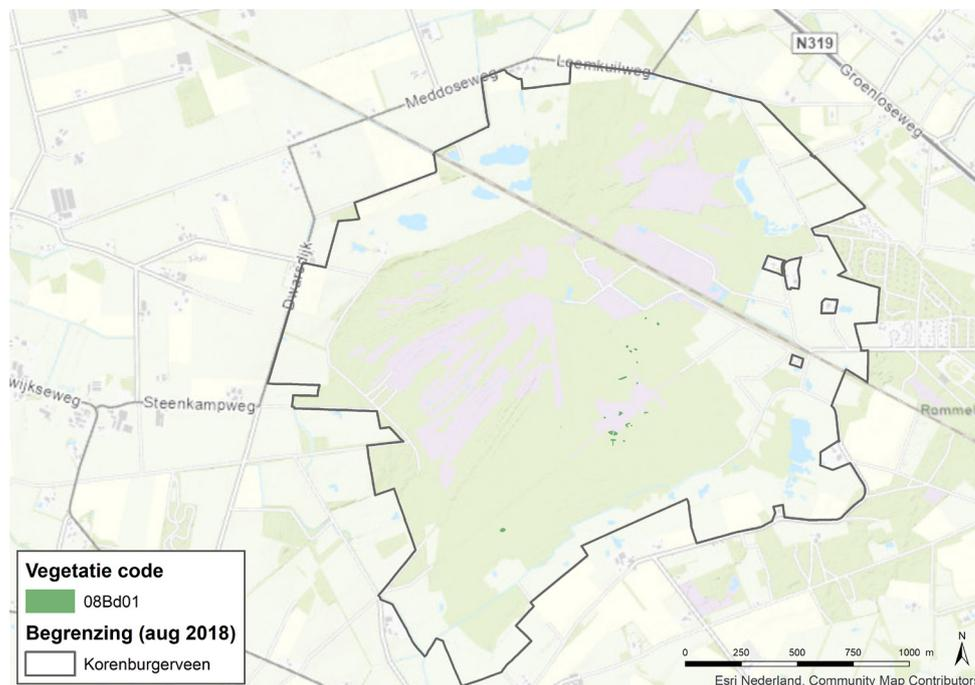 N319
Leemkuilweg
Groenloseweg
Meddoseweg
Dwarsdijk
wijkseweg
Steenkampweg
Rommel
Vegetatie code
08Bd01
Begrenzing (aug 2018)
Korenburgerveen
N
0 250 500 750 1000 m
Esri Nederland, Community Map Contributors